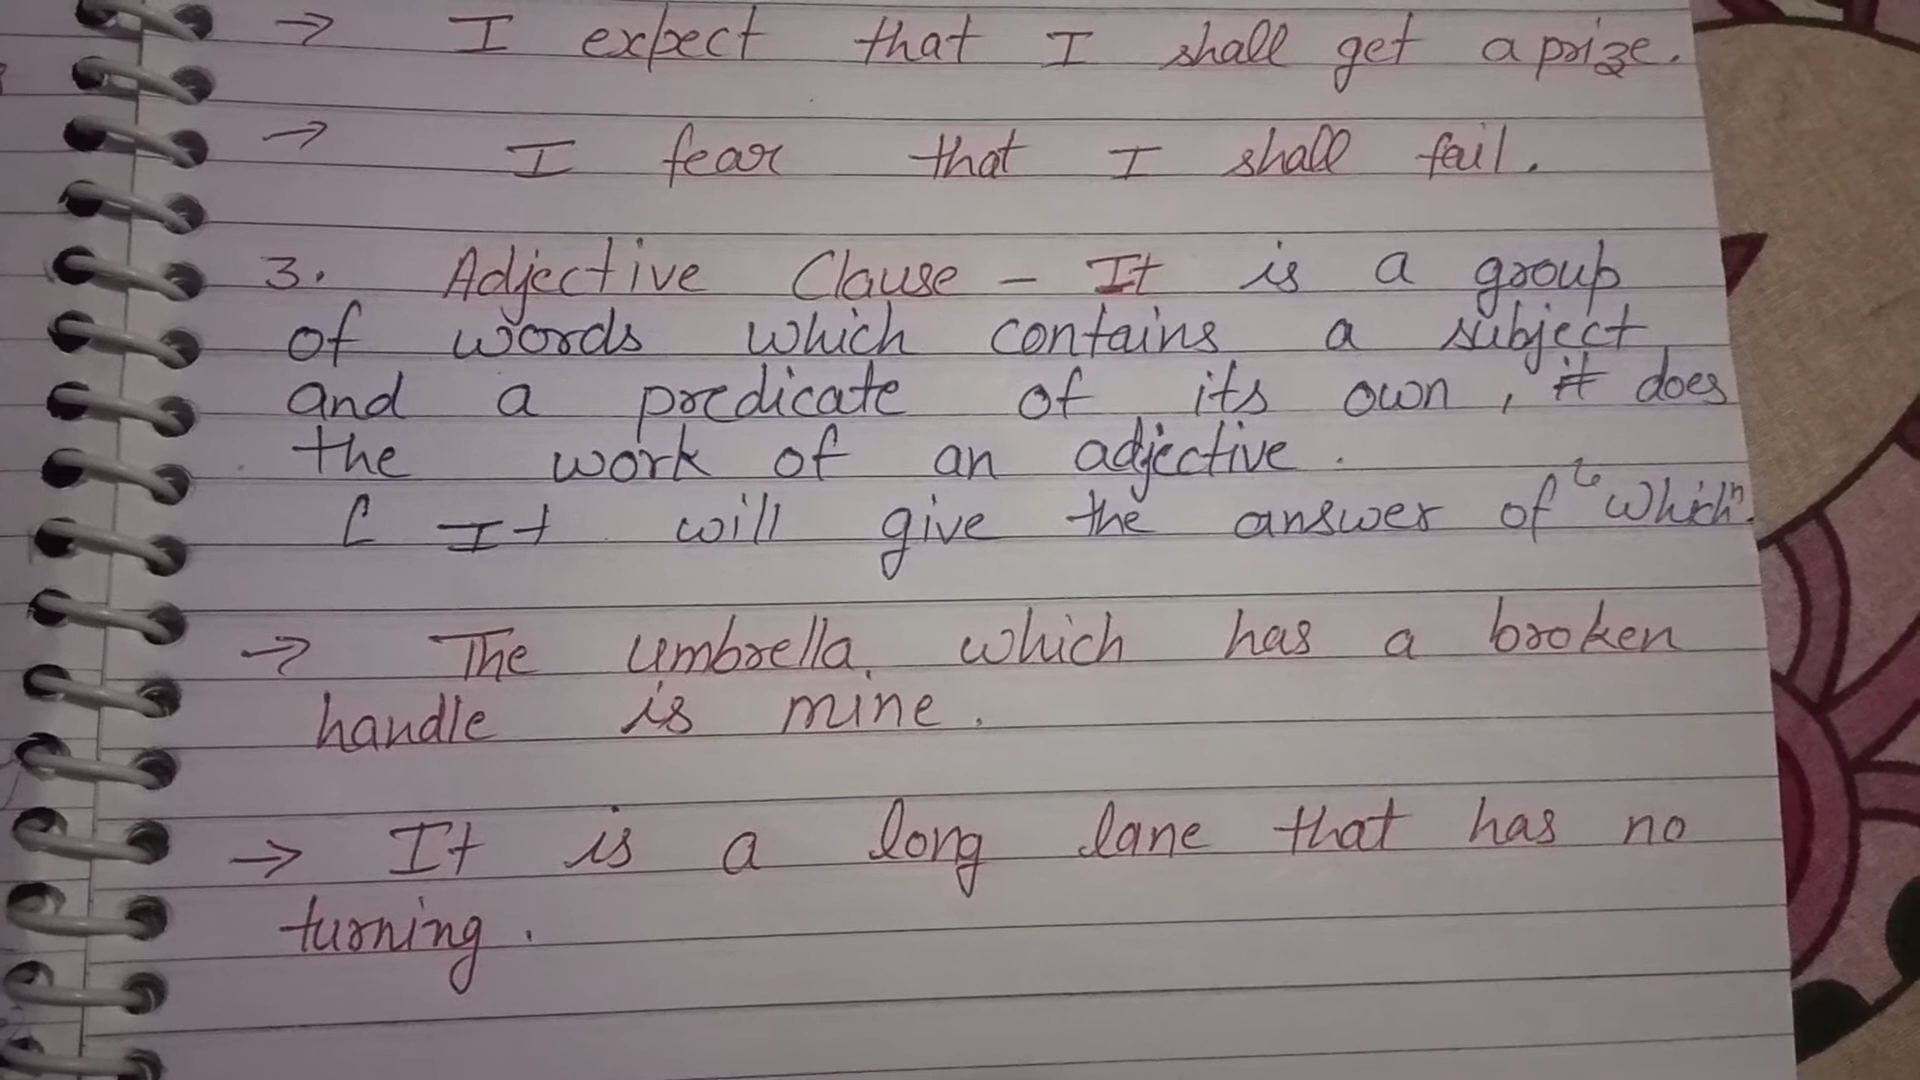 → I expect that I shall get a prize.
→ I fear that I shall fail.
3. Adjective Clause - It is a group
of words which contains a subject
and a predicate of its own, it does
the work of an adjective.
[ It will give the answer of "Which".
→ The umbrella which has a broken
handle is mine.
→ It is a long lane that has no
turning.